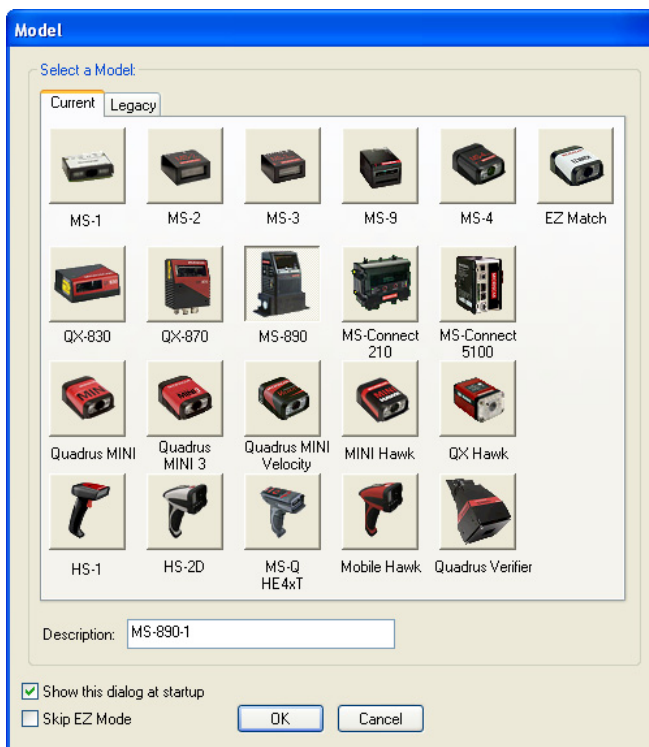 Model
Select a Model:
Current Legacy
MS-1 MS-2 MS-3 MS-9 MS-4 EZ Match
QX-830 QX-870 MS-890 MS-Connect 210 MS-Connect 5100
Quadrus MINI Quadrus MINI 3 Quadrus MINI Velocity MINI Hawk QX Hawk
HS-1 HS-2D MS-Q HE4xT Mobile Hawk Quadrus Verifier
Description: MS-890-1
Show this dialog at startup
Skip EZ Mode OK Cancel